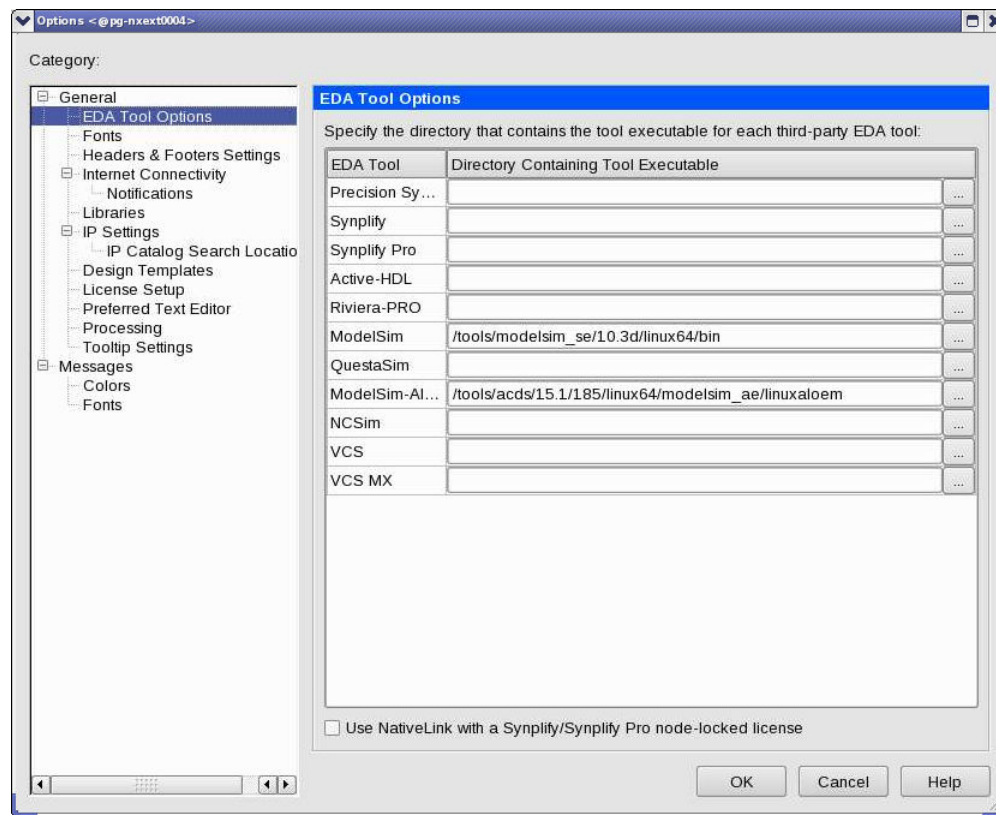 Options <@pg-nxext0004>
Category:
General
EDA Tool Options
Fonts
Headers & Footers Settings
Internet Connectivity
Notifications
Libraries
IP Settings
IP Catalog Search Locatio
Design Templates
License Setup
Preferred Text Editor
Processing
Tooltip Settings
Messages
Colors
Fonts
EDA Tool Options
Specify the directory that contains the tool executable for each third-party EDA tool:
EDA Tool Directory Containing Tool Executable
Precision Sy... ...
Synplify ...
Synplify Pro ...
Active-HDL ...
Riviera-PRO ...
ModelSim /tools/modelsim_se/10.3d/linux64/bin ...
QuestaSim ...
ModelSim-Al... /tools/acds/15.1/185/linux64/modelsim_ae/linuxaloem ...
NCSim ...
VCS ...
VCS MX ...
Use NativeLink with a Synplify/Synplify Pro node-locked license
OK Cancel Help